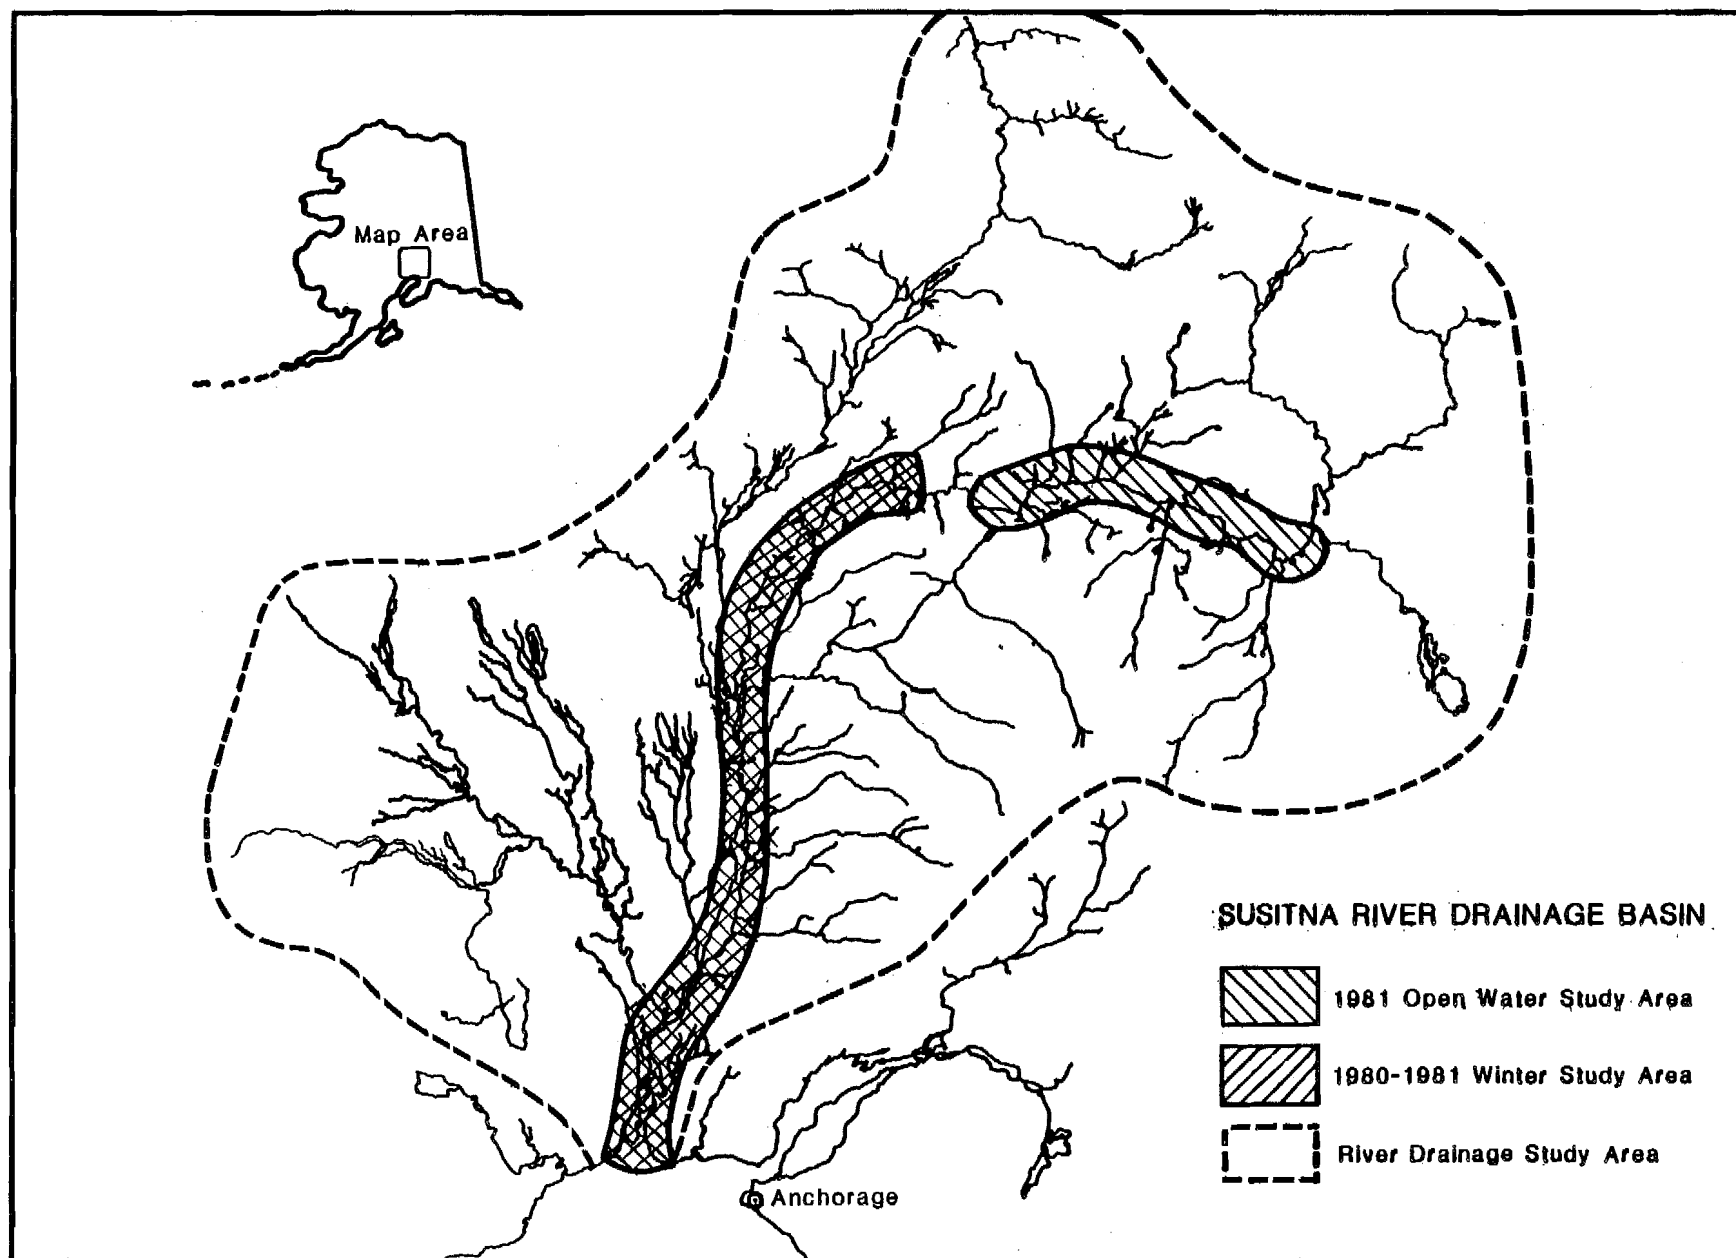 Map Area
SUSITNA RIVER DRAINAGE BASIN
1981 Open Water Study Area
1980-1981 Winter Study Area
River Drainage Study Area
Anchorage